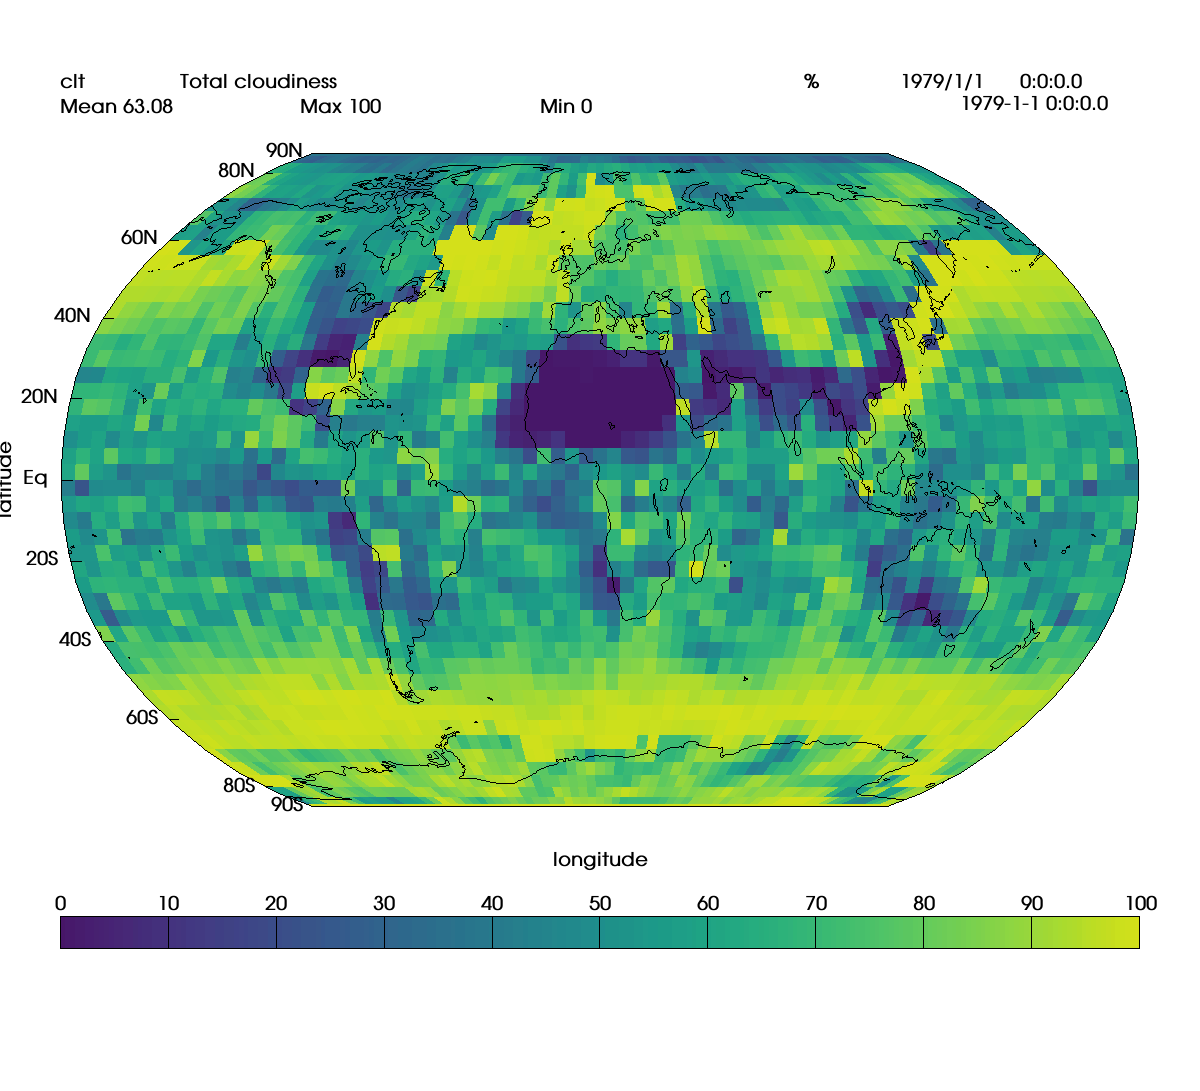 clt Total cloudiness % 1979/1/1 0:0:0.0
Mean 63.08 Max 100 Min 0 1979-1-1 0:0:0.0
90N
80N
60N
40N
20N
Eq
20S
40S
60S
80S
90S
latitude
longitude
0 10 20 30 40 50 60 70 80 90 100